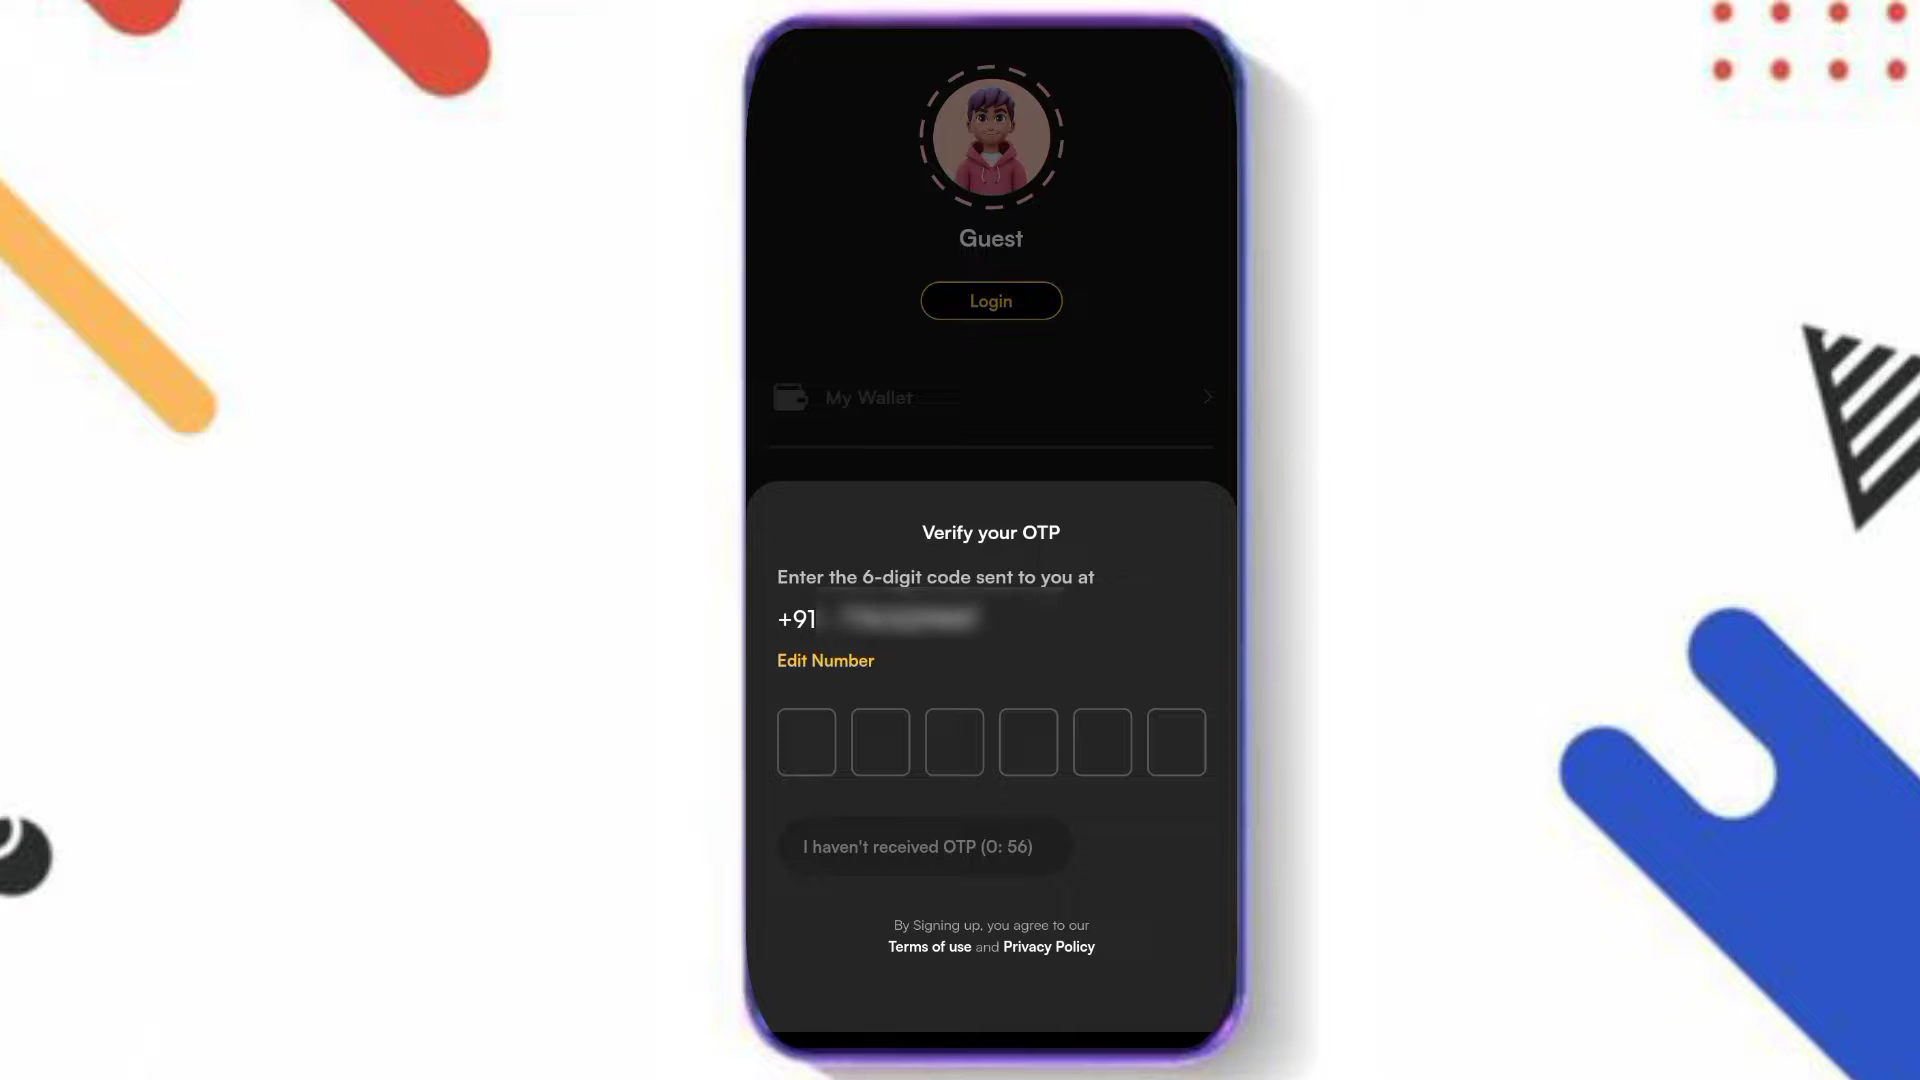 Guest
Login
My Wallet
Verify your OTP
Enter the 6-digit code sent to you at
+91
Edit Number
I haven't received OTP (0: 56)
By Signing up, you agree to our
Terms of use and Privacy Policy